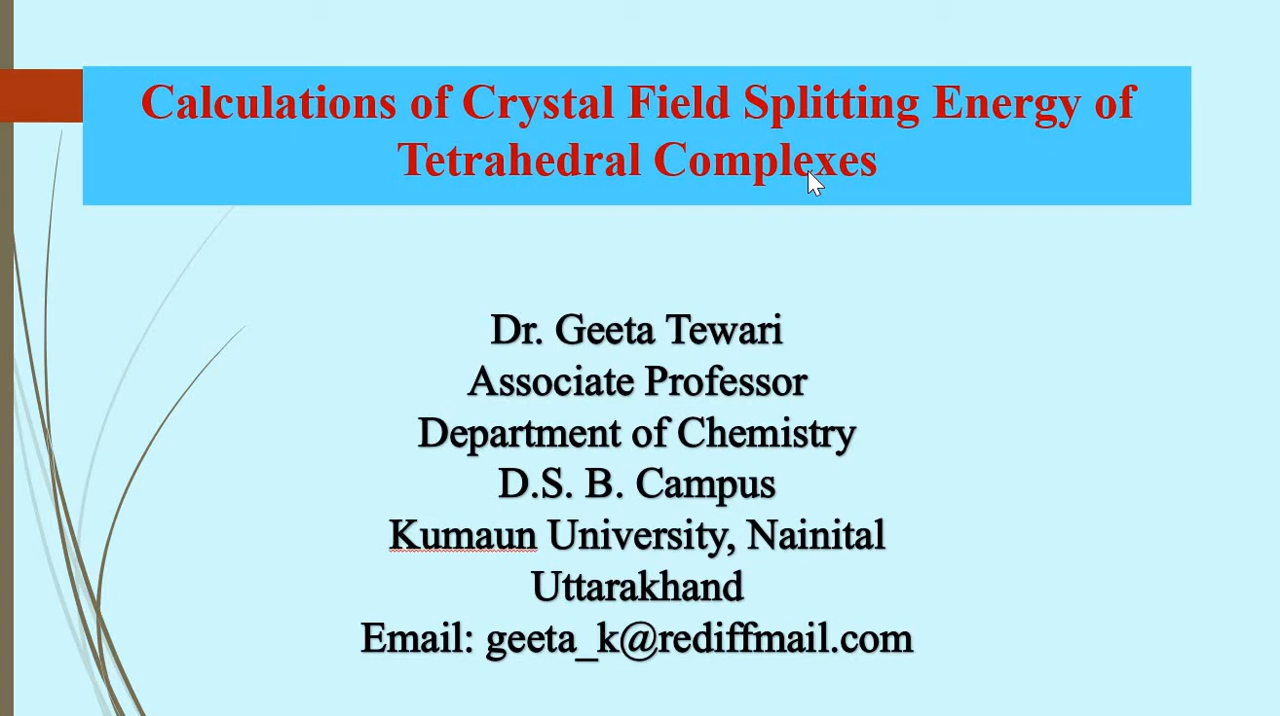 Calculations of Crystal Field Splitting Energy of
Tetrahedral Complexes
Dr. Geeta Tewari
Associate Professor
Department of Chemistry
D.S. B. Campus
Kumaun University, Nainital
Uttarakhand
Email: geeta_k@rediffmail.com